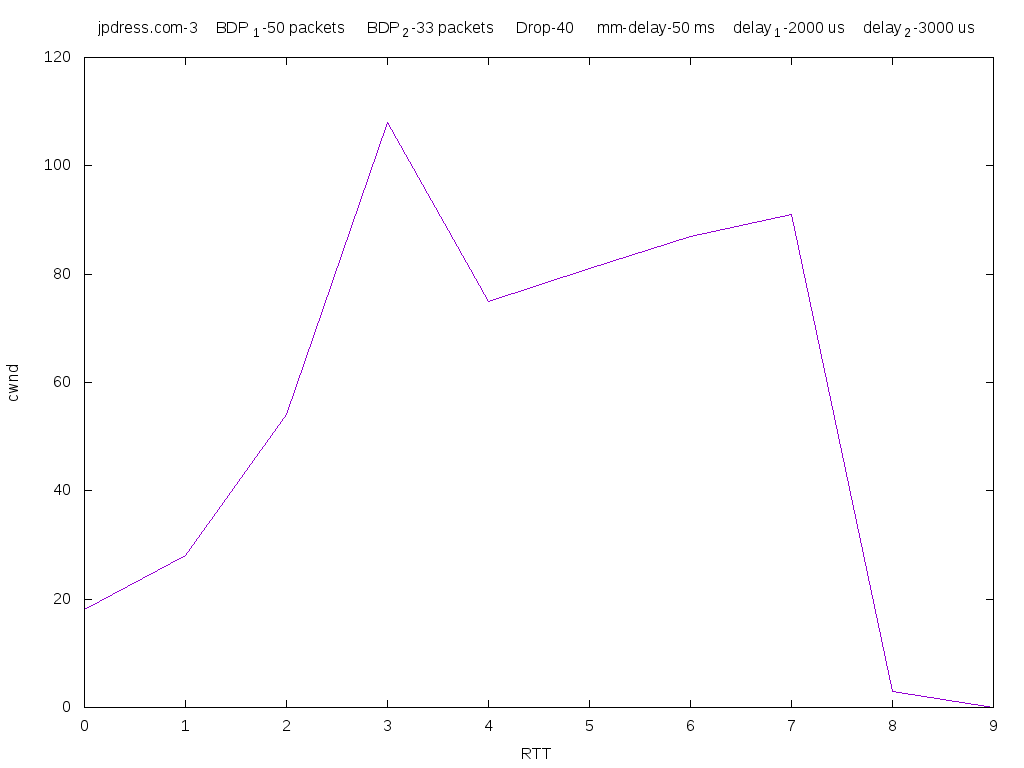 jpdress.com-3 BDP 1-50 packets BDP 2-33 packets Drop-40 mm-delay-50 ms delay 1-2000 us delay 2-3000 us
120
100
80
60
40
20
0
cwnd
0 1 2 3 4 5 6 7 8 9
RTT